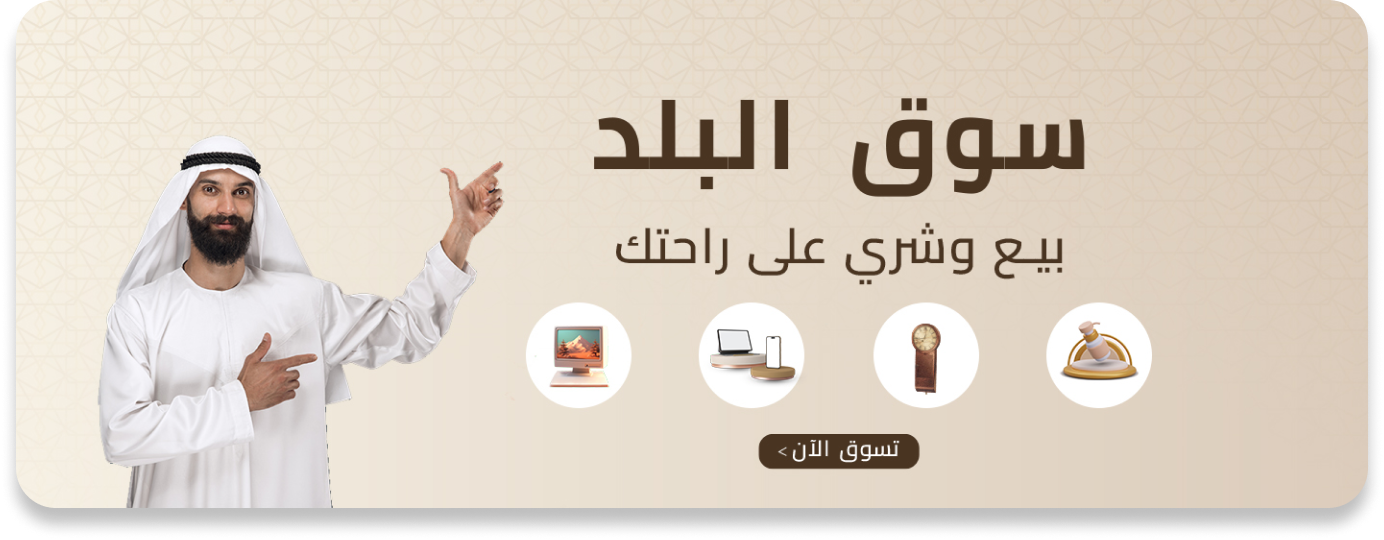 سوق البلد
بيع وشري على راحتك
تسوق الآن >